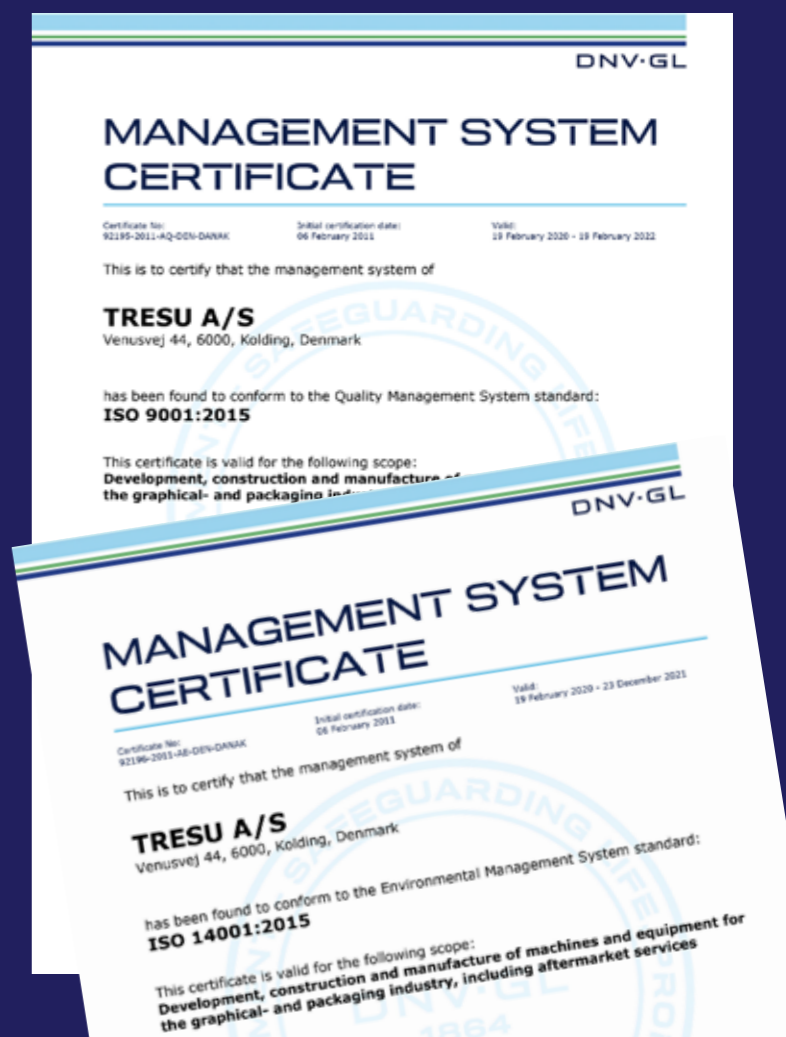 DNV·GL
MANAGEMENT SYSTEM
CERTIFICATE
Certificate No:
92195-2011-AQ-DEN-DANAK
Initial certification date:
06 February 2011
Valid:
19 February 2020 - 19 February 2022
This is to certify that the management system of
TRESU A/S
Venusvej 44, 6000, Kolding, Denmark
has been found to conform to the Quality Management System standard:
ISO 9001:2015
This certificate is valid for the following scope:
Development, construction and manufacture of
the graphical- and packaging
DNV·GL
MANAGEMENT SYSTEM
CERTIFICATE
Certificate No:
92196-2011-AE-DEN-DANAK
Initial certification date:
06 February 2011
Valid:
19 February 2020 - 23 December 2021
This is to certify that the management system of
TRESU A/S
Venusvej 44, 6000, Kolding, Denmark
has been found to conform to the Environmental Management System standard:
ISO 14001:2015
This certificate is valid for the following scope:
Development, construction and manufacture of machines and equipment for
the graphical- and packaging industry, including aftermarket services
SAFEGUARDING LIFE
SAFEGUARDING LIFE
DNV·GL
1864